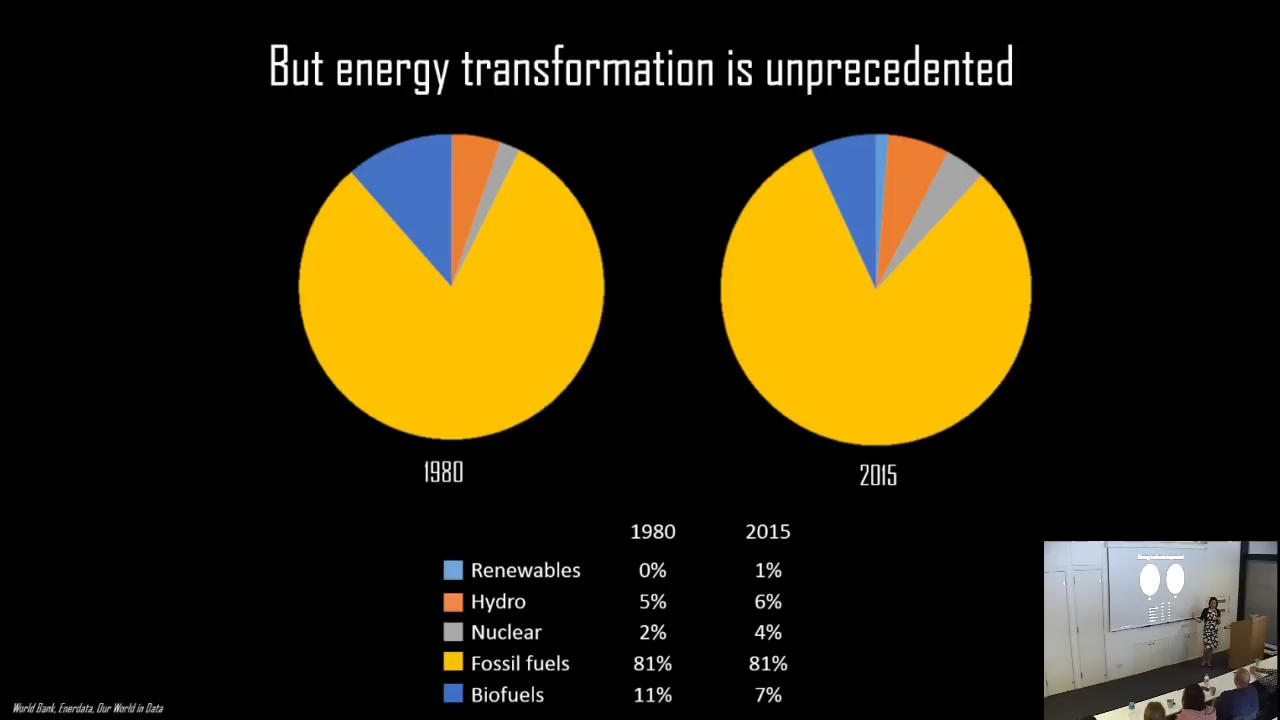 But energy transformation is unprecedented
1980
2015
1980 2015
Renewables 0% 1%
Hydro 5% 6%
Nuclear 2% 4%
Fossil fuels 81% 81%
Biofuels 11% 7%
World Bank, Enerdata, Our World in Data